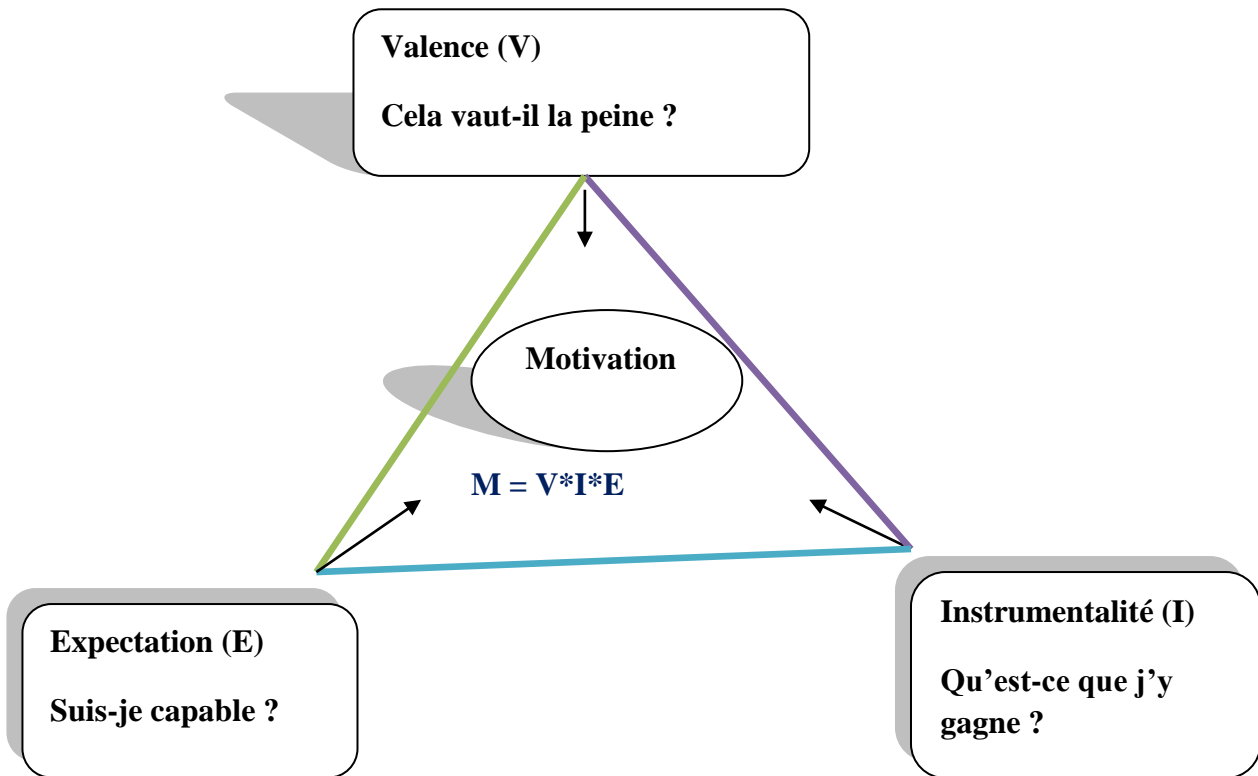 Valence (V)
Cela vaut-il la peine ?
Motivation
M = V*I*E
Expectation (E)
Suis-je capable ?
Instrumentalité (I)
Qu’est-ce que j’y
gagne ?